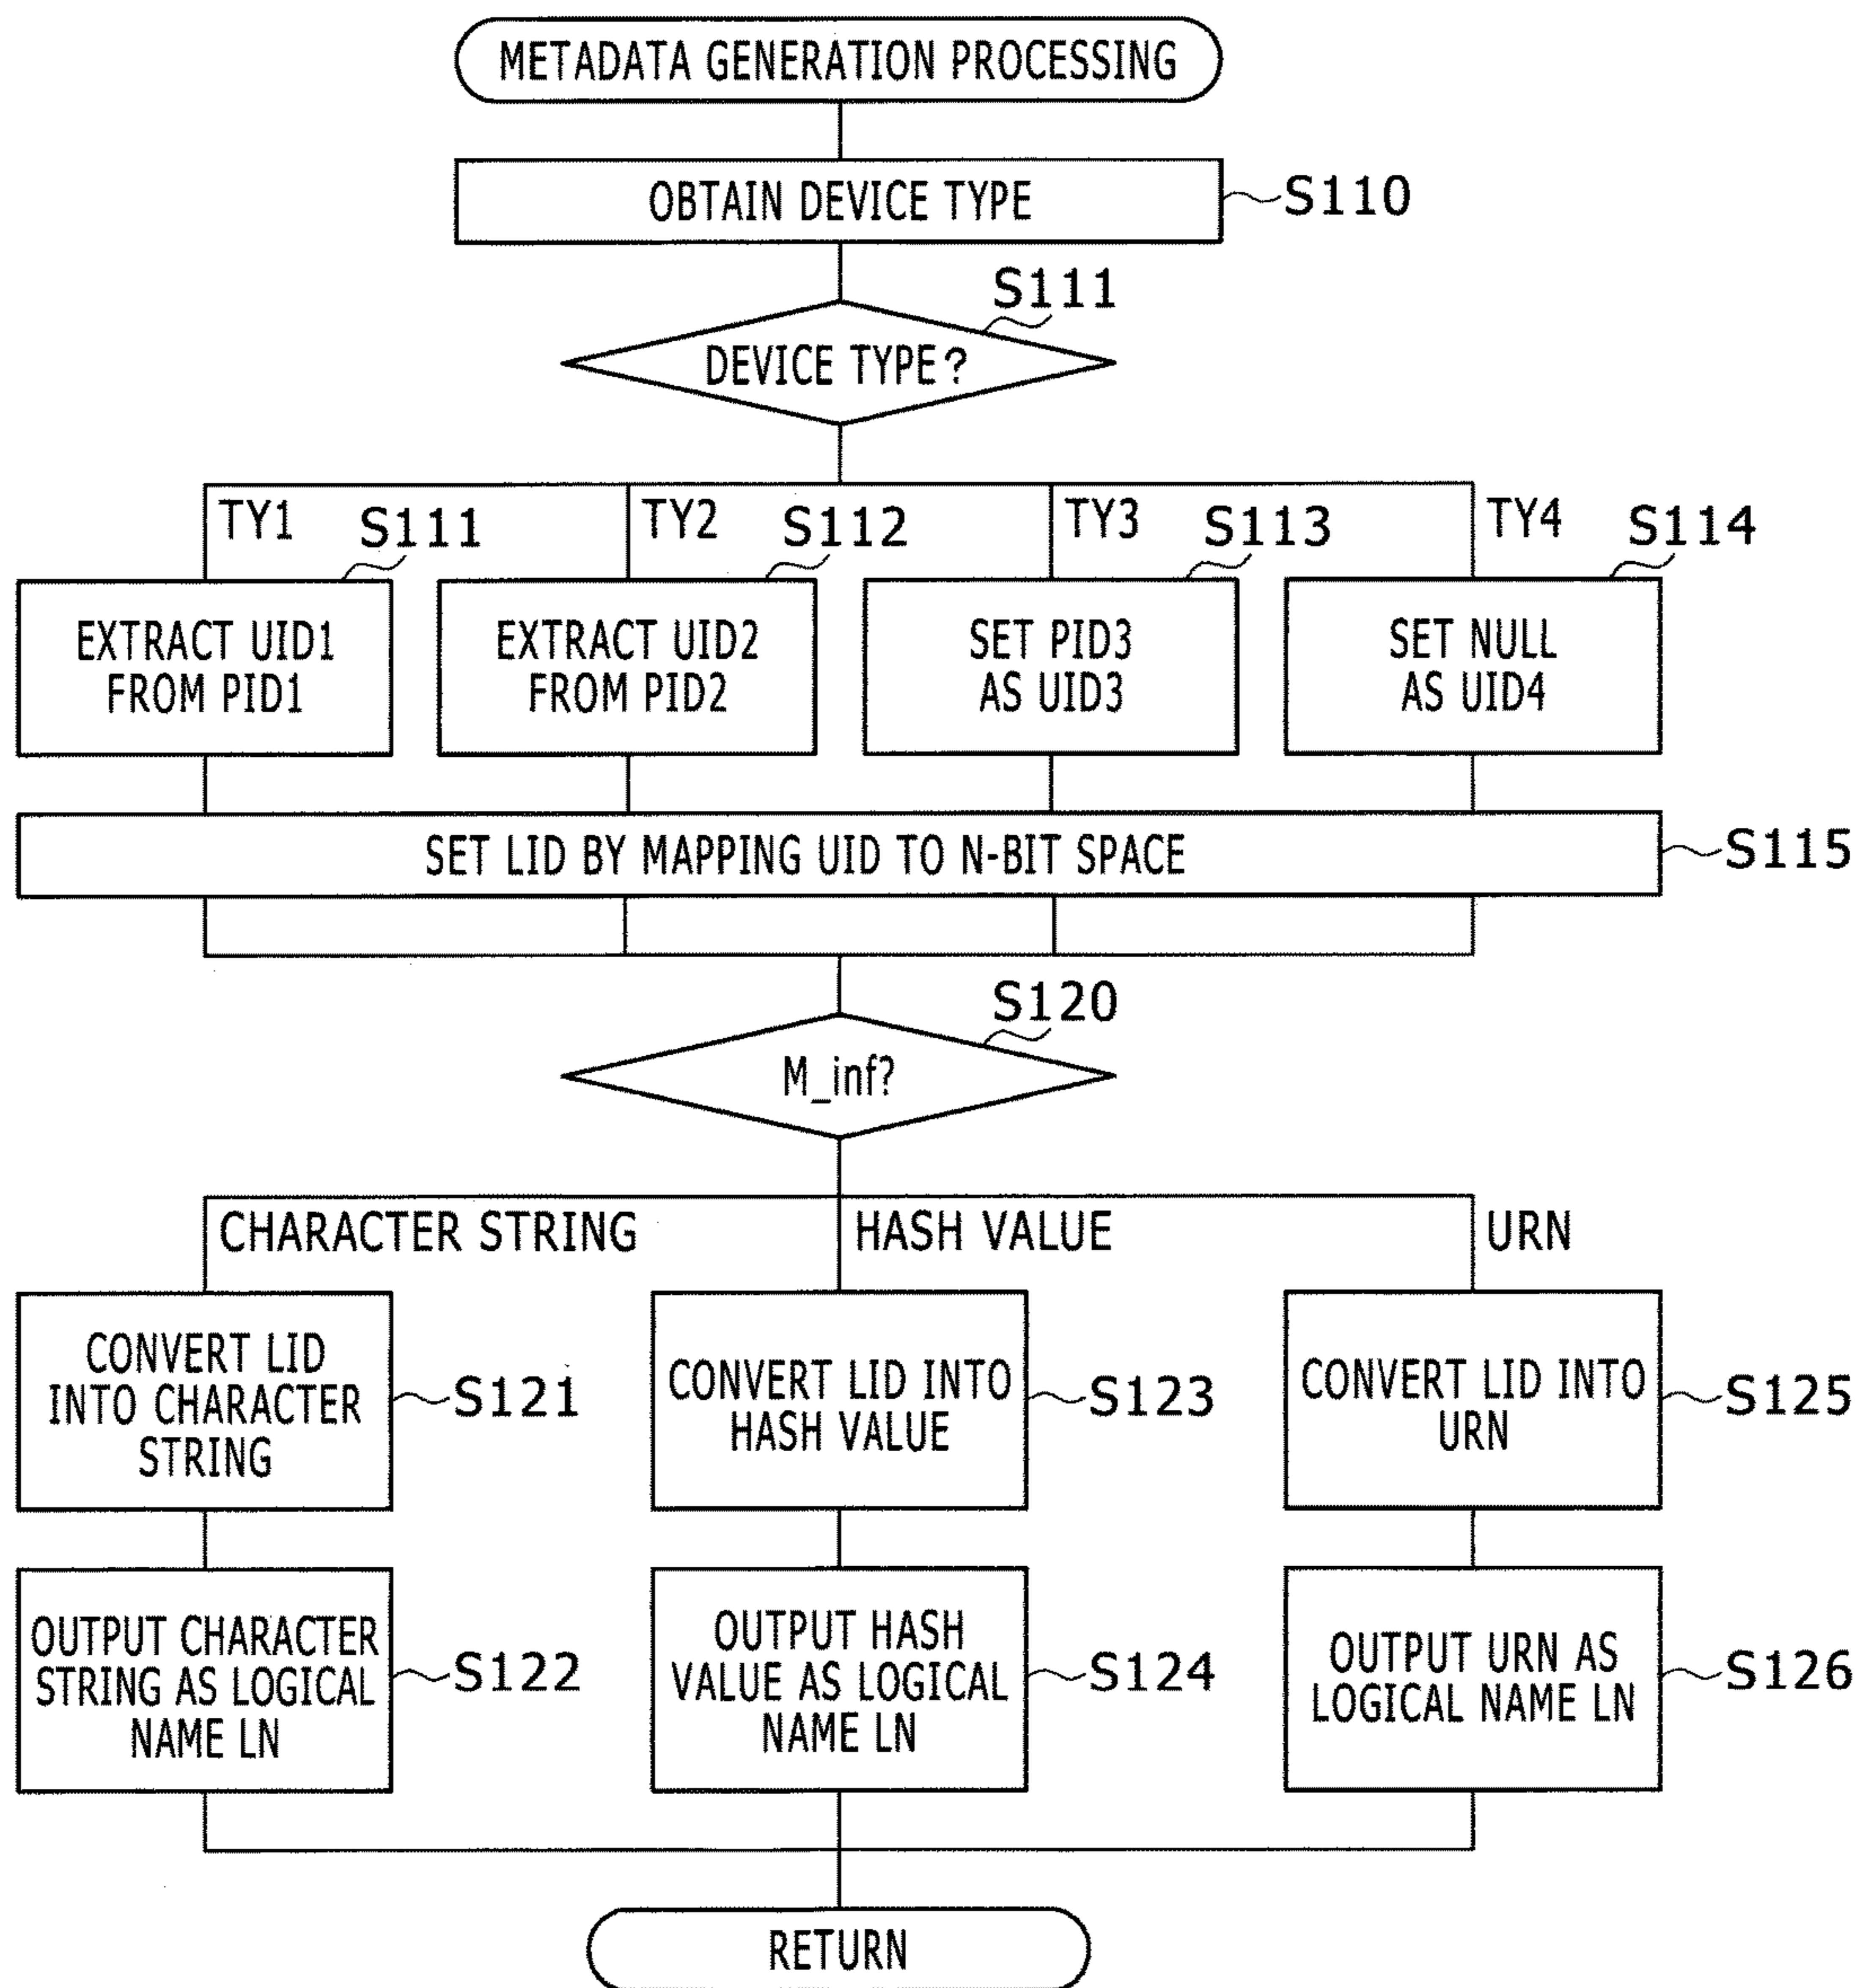 METADATA GENERATION PROCESSING
OBTAIN DEVICE TYPE
S110
S111
DEVICE TYPE?
TY1
S111
TY2
S112
TY3
S113
TY4
S114
EXTRACT UID1
FROM PID1
EXTRACT UID2
FROM PID2
SET PID3
AS UID3
SET NULL
AS UID4
SET LID BY MAPPING UID TO N-BIT SPACE
S115
S120
M_inf?
CHARACTER STRING
HASH VALUE
URN
CONVERT LID
INTO CHARACTER
STRING
S121
CONVERT LID INTO
HASH VALUE
S123
CONVERT LID INTO
URN
S125
OUTPUT CHARACTER
STRING AS LOGICAL
NAME LN
S122
OUTPUT HASH
VALUE AS LOGICAL
NAME LN
S124
OUTPUT URN AS
LOGICAL NAME LN
S126
RETURN